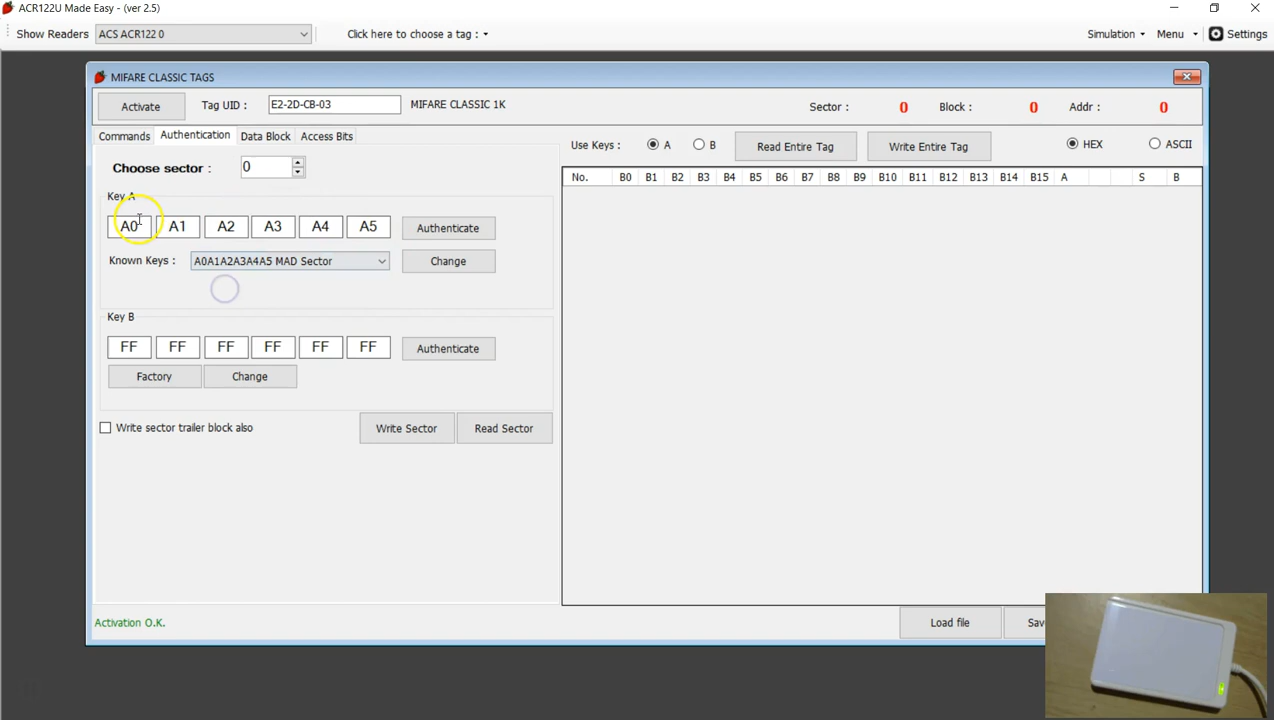 ACR122U Made Easy - (ver 2.5)
Show Readers ACS ACR122 0 Click here to choose a tag : Simulation Menu Settings
MIFARE CLASSIC TAGS
Activate Tag UID : E2-2D-CB-03 MIFARE CLASSIC 1K Sector : 0 Block : 0 Addr : 0
Commands Authentication Data Block Access Bits Use Keys : A B Read Entire Tag Write Entire Tag HEX ASCII
Choose sector : 0
No. B0 B1 B2 B3 B4 B5 B6 B7 B8 B9 B10 B11 B12 B13 B14 B15 A S B
Key A
A0 A1 A2 A3 A4 A5 Authenticate
Known Keys : A0A1A2A3A4A5 MAD Sector Change
Key B
FF FF FF FF FF FF Authenticate
Factory Change
Write sector trailer block also Write Sector Read Sector
Activation O.K. Load file